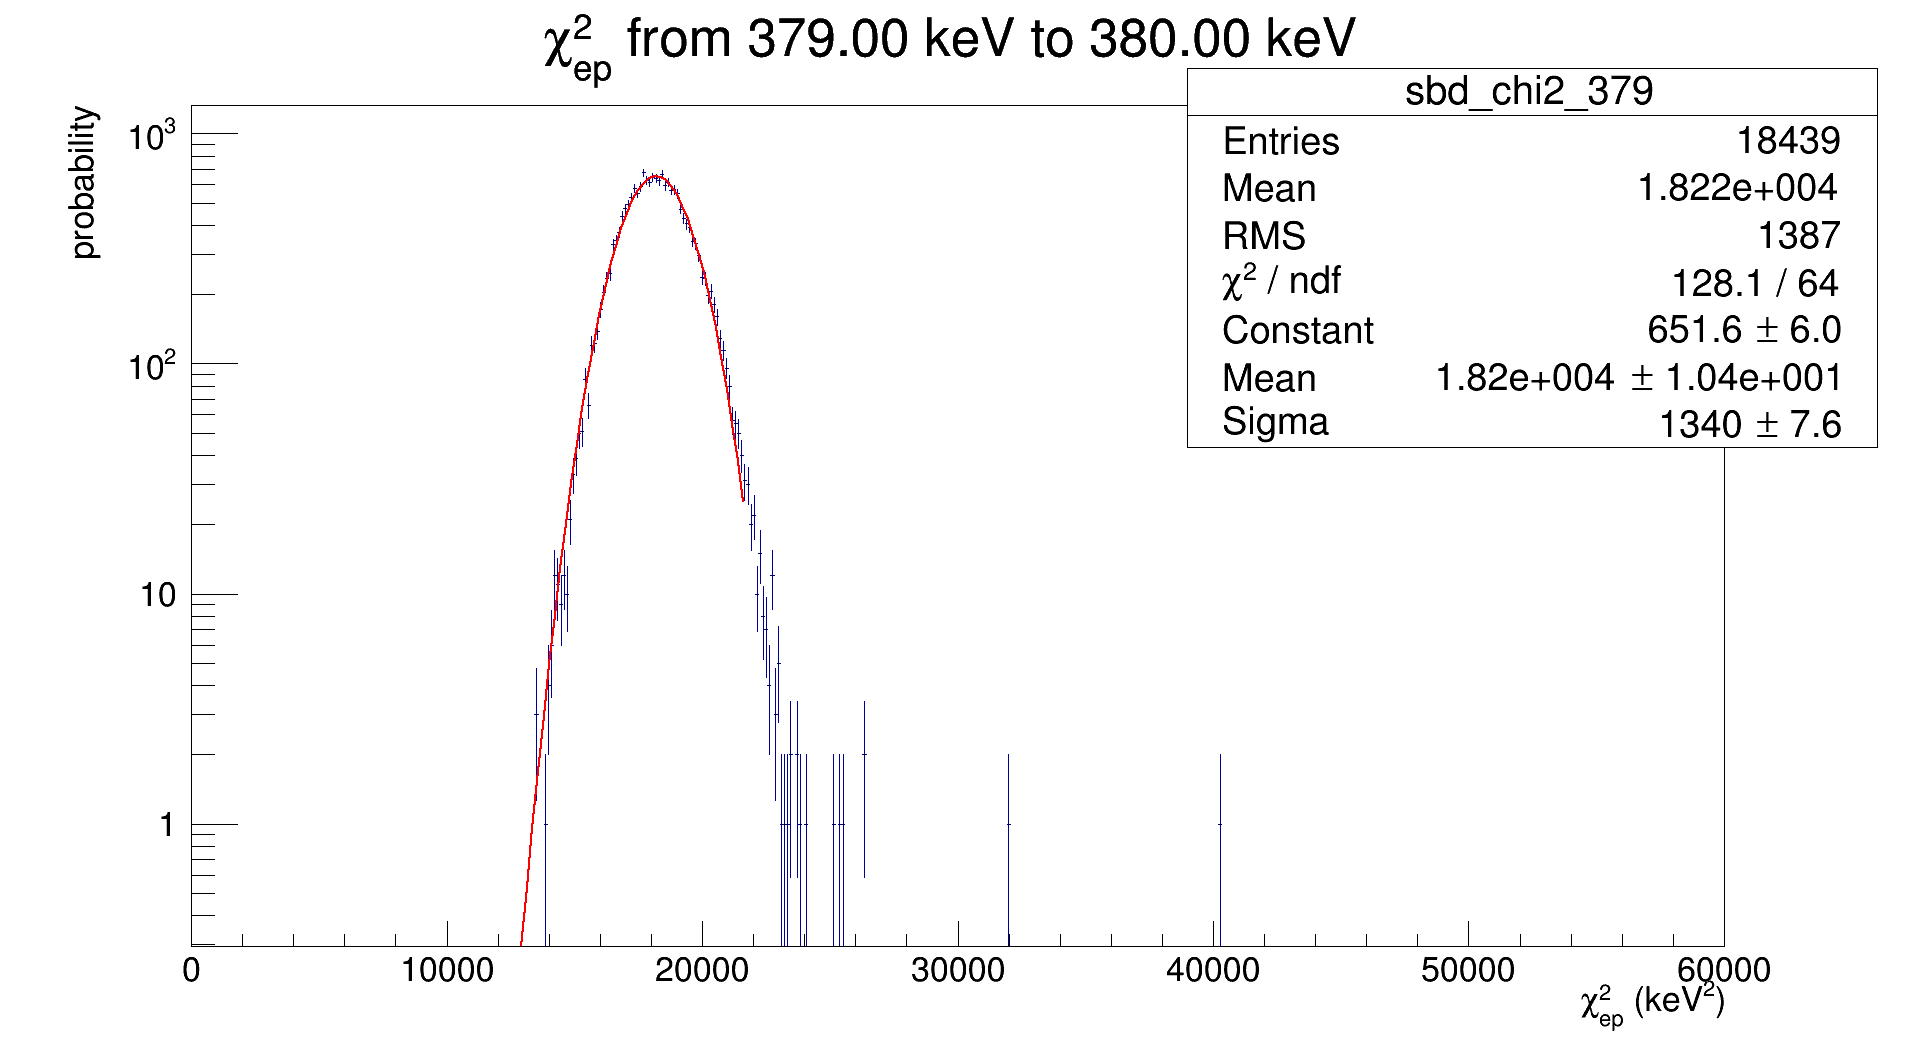 χ²ep from 379.00 keV to 380.00 keV
sbd_chi2_379
Entries 18439
Mean 1.822e+004
RMS 1387
χ² / ndf 128.1 / 64
Constant 651.6 ± 6.0
Mean 1.82e+004 ± 1.04e+001
Sigma 1340 ± 7.6
probability
10³
10²
10
1
0 10000 20000 30000 40000 50000 60000
χ²ep (keV²)